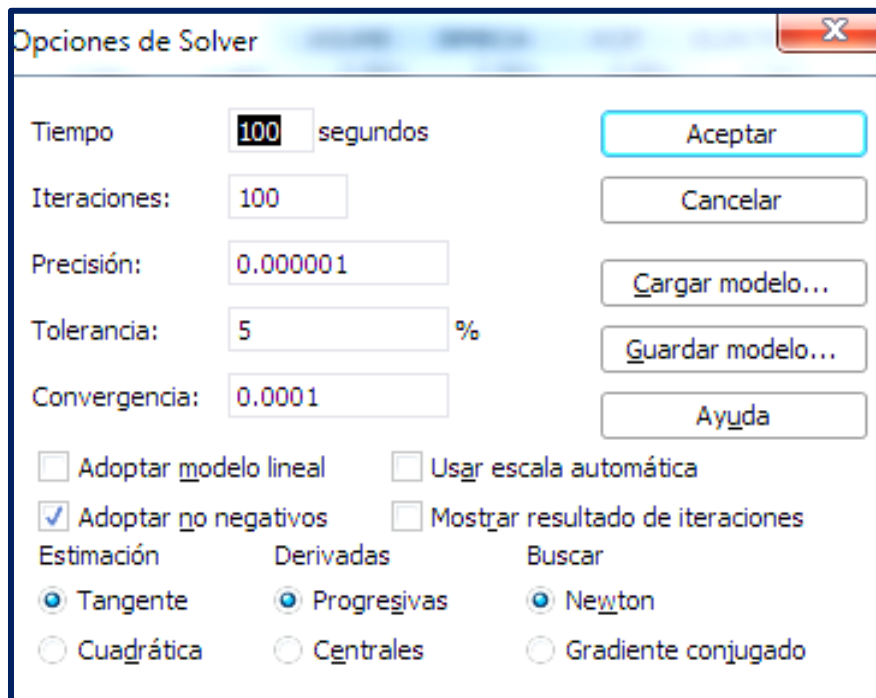 Opciones de Solver
Tiempo 100 segundos Aceptar
Iteraciones: 100 Cancelar
Precisión: 0.000001 Cargar modelo...
Tolerancia: 5 % Guardar modelo...
Convergencia: 0.0001 Ayuda
Adoptar modelo lineal Usar escala automática
Adoptar no negativos Mostrar resultado de iteraciones
Estimación Derivadas Buscar
Tangente Progresivas Newton
Cuadrática Centrales Gradiente conjugado